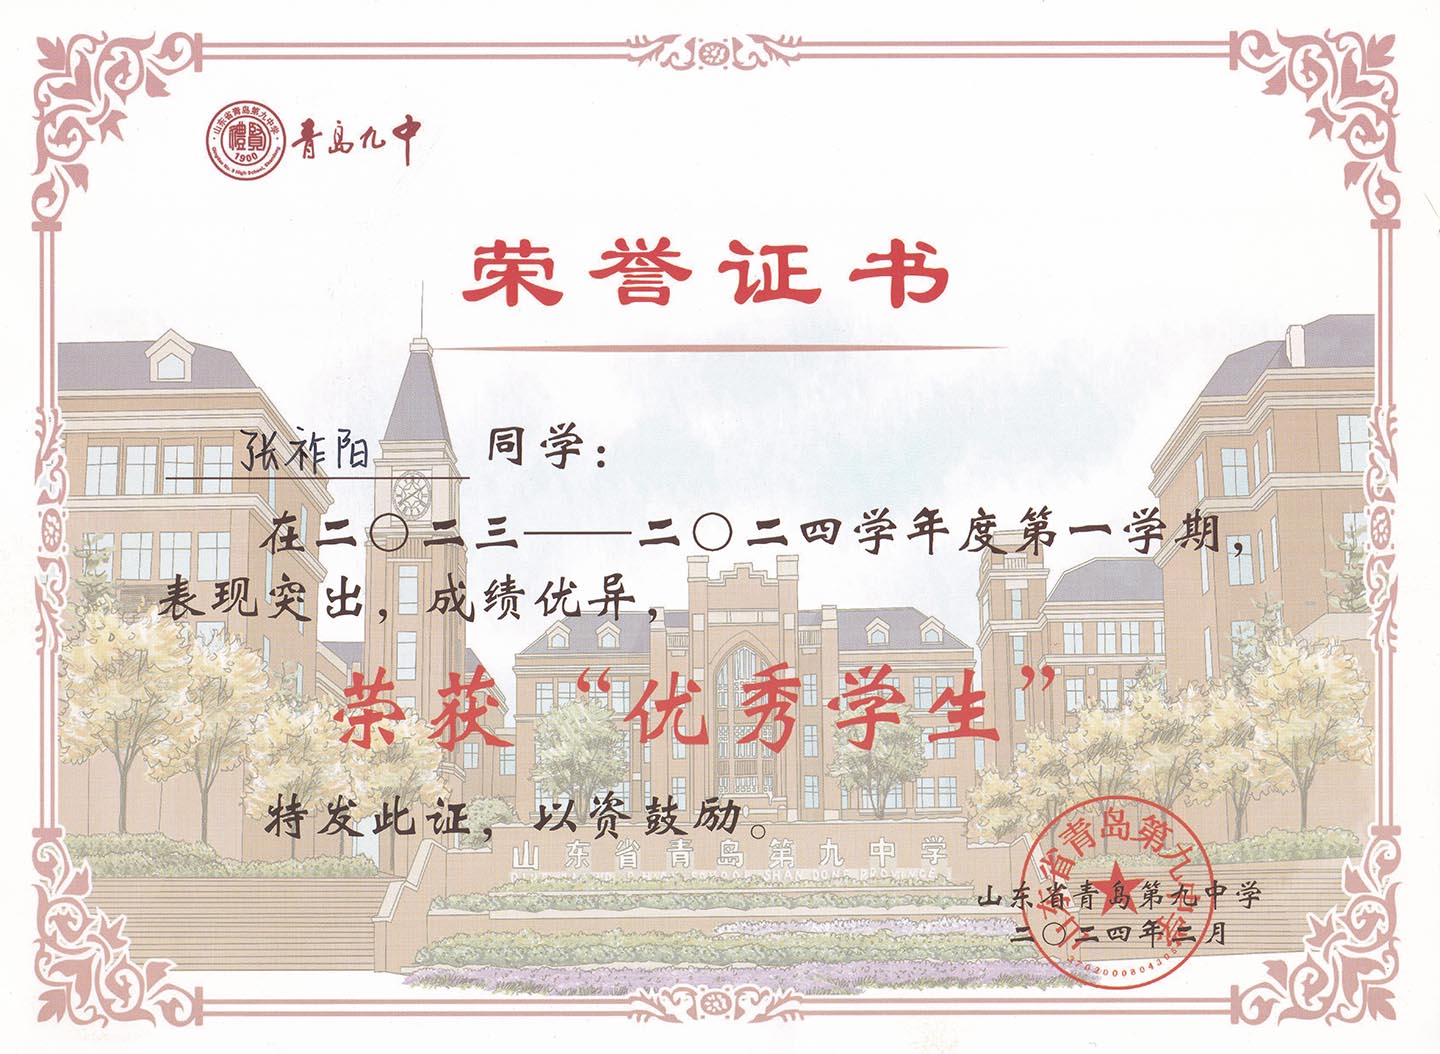 山东省青岛第九中学
禮賢
1900
Qingdao No. 9 High School, Shandong
青岛九中
荣誉证书
张祚阳 同学：
在二〇二三——二〇二四学年度第一学期，
表现突出，成绩优异，
荣获“优秀学生”
特发此证，以资鼓励。
山东省青岛第九中学
山东省青岛第九中学
山东省青岛第九中学
二〇二四年二月